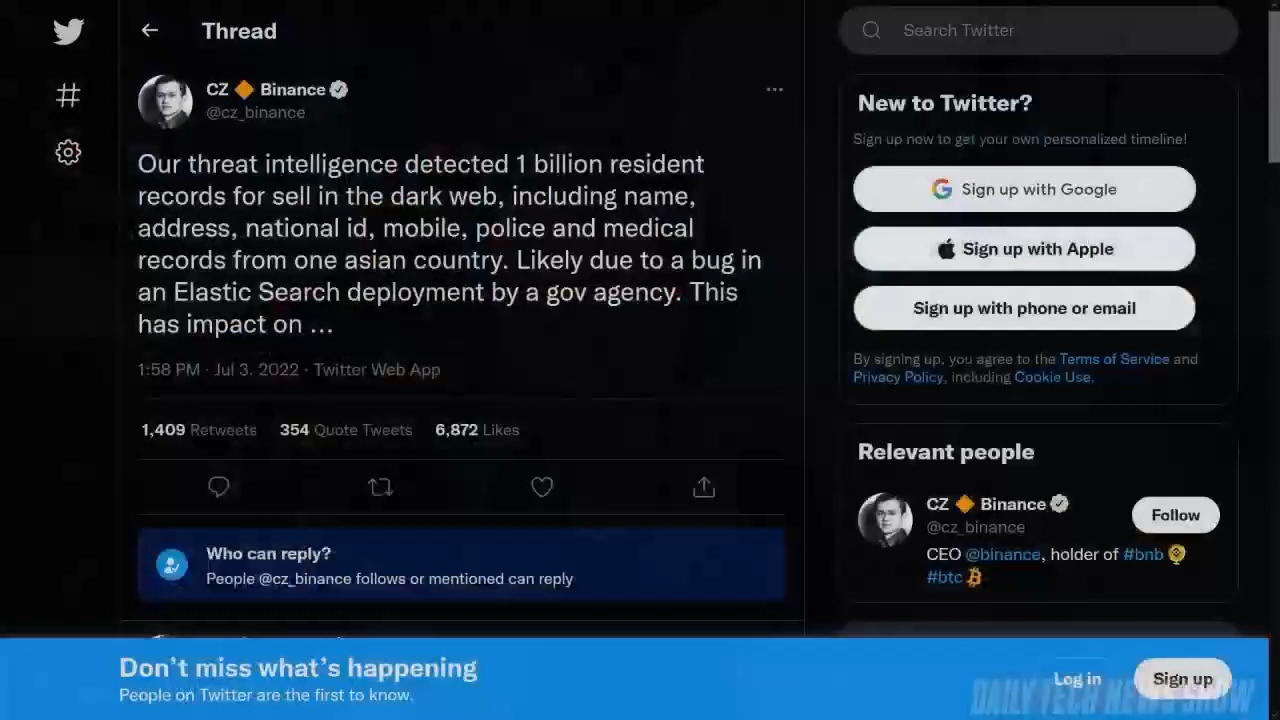 Thread
CZ 🔶 Binance
@cz_binance
Our threat intelligence detected 1 billion resident
records for sell in the dark web, including name,
address, national id, mobile, police and medical
records from one asian country. Likely due to a bug in
an Elastic Search deployment by a gov agency. This
has impact on ...
1:58 PM · Jul 3, 2022 · Twitter Web App
1,409 Retweets 354 Quote Tweets 6,872 Likes
Who can reply?
People @cz_binance follows or mentioned can reply
Search Twitter
New to Twitter?
Sign up now to get your own personalized timeline!
Sign up with Google
Sign up with Apple
Sign up with phone or email
By signing up, you agree to the Terms of Service and
Privacy Policy, including Cookie Use.
Relevant people
CZ 🔶 Binance
@cz_binance
Follow
CEO @binance, holder of #bnb
#btc
Don't miss what's happening
People on Twitter are the first to know.
Log in
Sign up
DAILY TECH NEWS SHOW